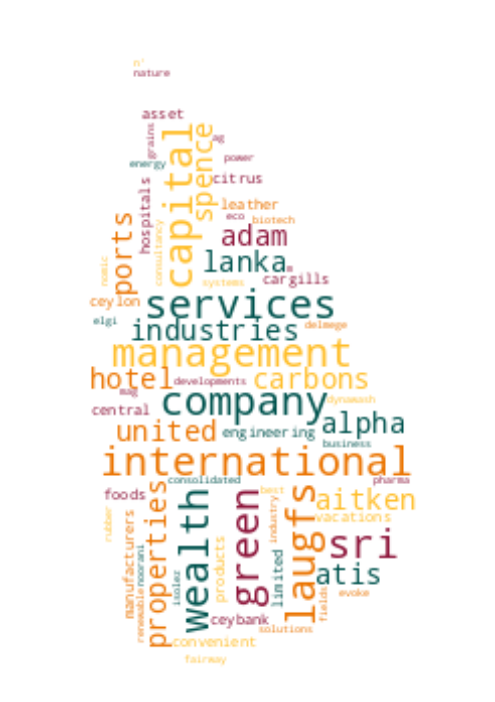 n'
nature
asset
grains
capital
spence
ag
power
energy
citrus
hospitals
consultancy
leather
eco
biotech
ports
adam
lanka
numic
systems
cargills
ceylon
services
elgi
industries
delmege
management
hotel
developments
carbons
mag
dynawash
central
company
alpha
united
engineering
business
international
consolidated
pharma
foods
properties
wealth
green
best
laugfs
aitken
industry
vacations
rubber
manufacturers
sri
renewable
noorani
isolez
products
limited
atis
evoke
fields
ceybank
solutions
convenient
fairway